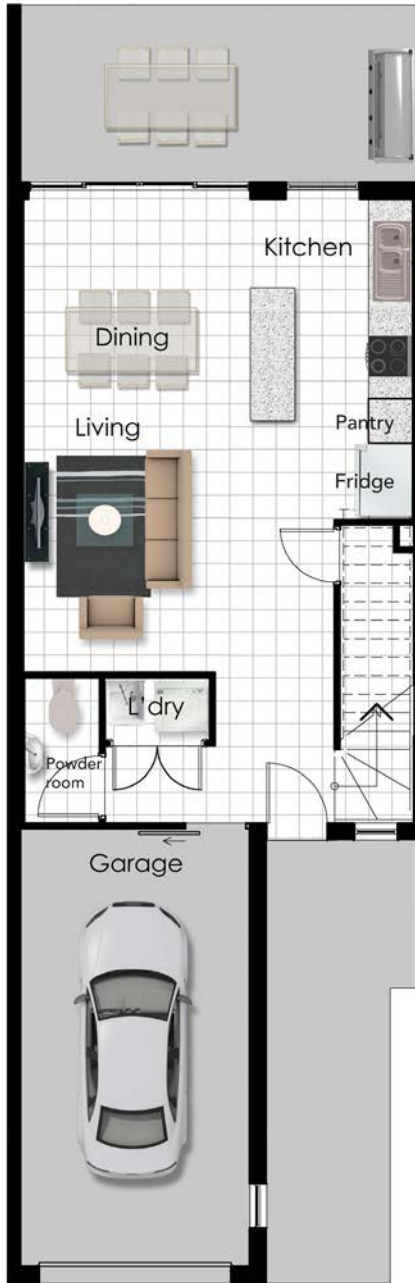 Kitchen
Dining
Living
Pantry
Fridge
L'dry
Powder
room
Garage